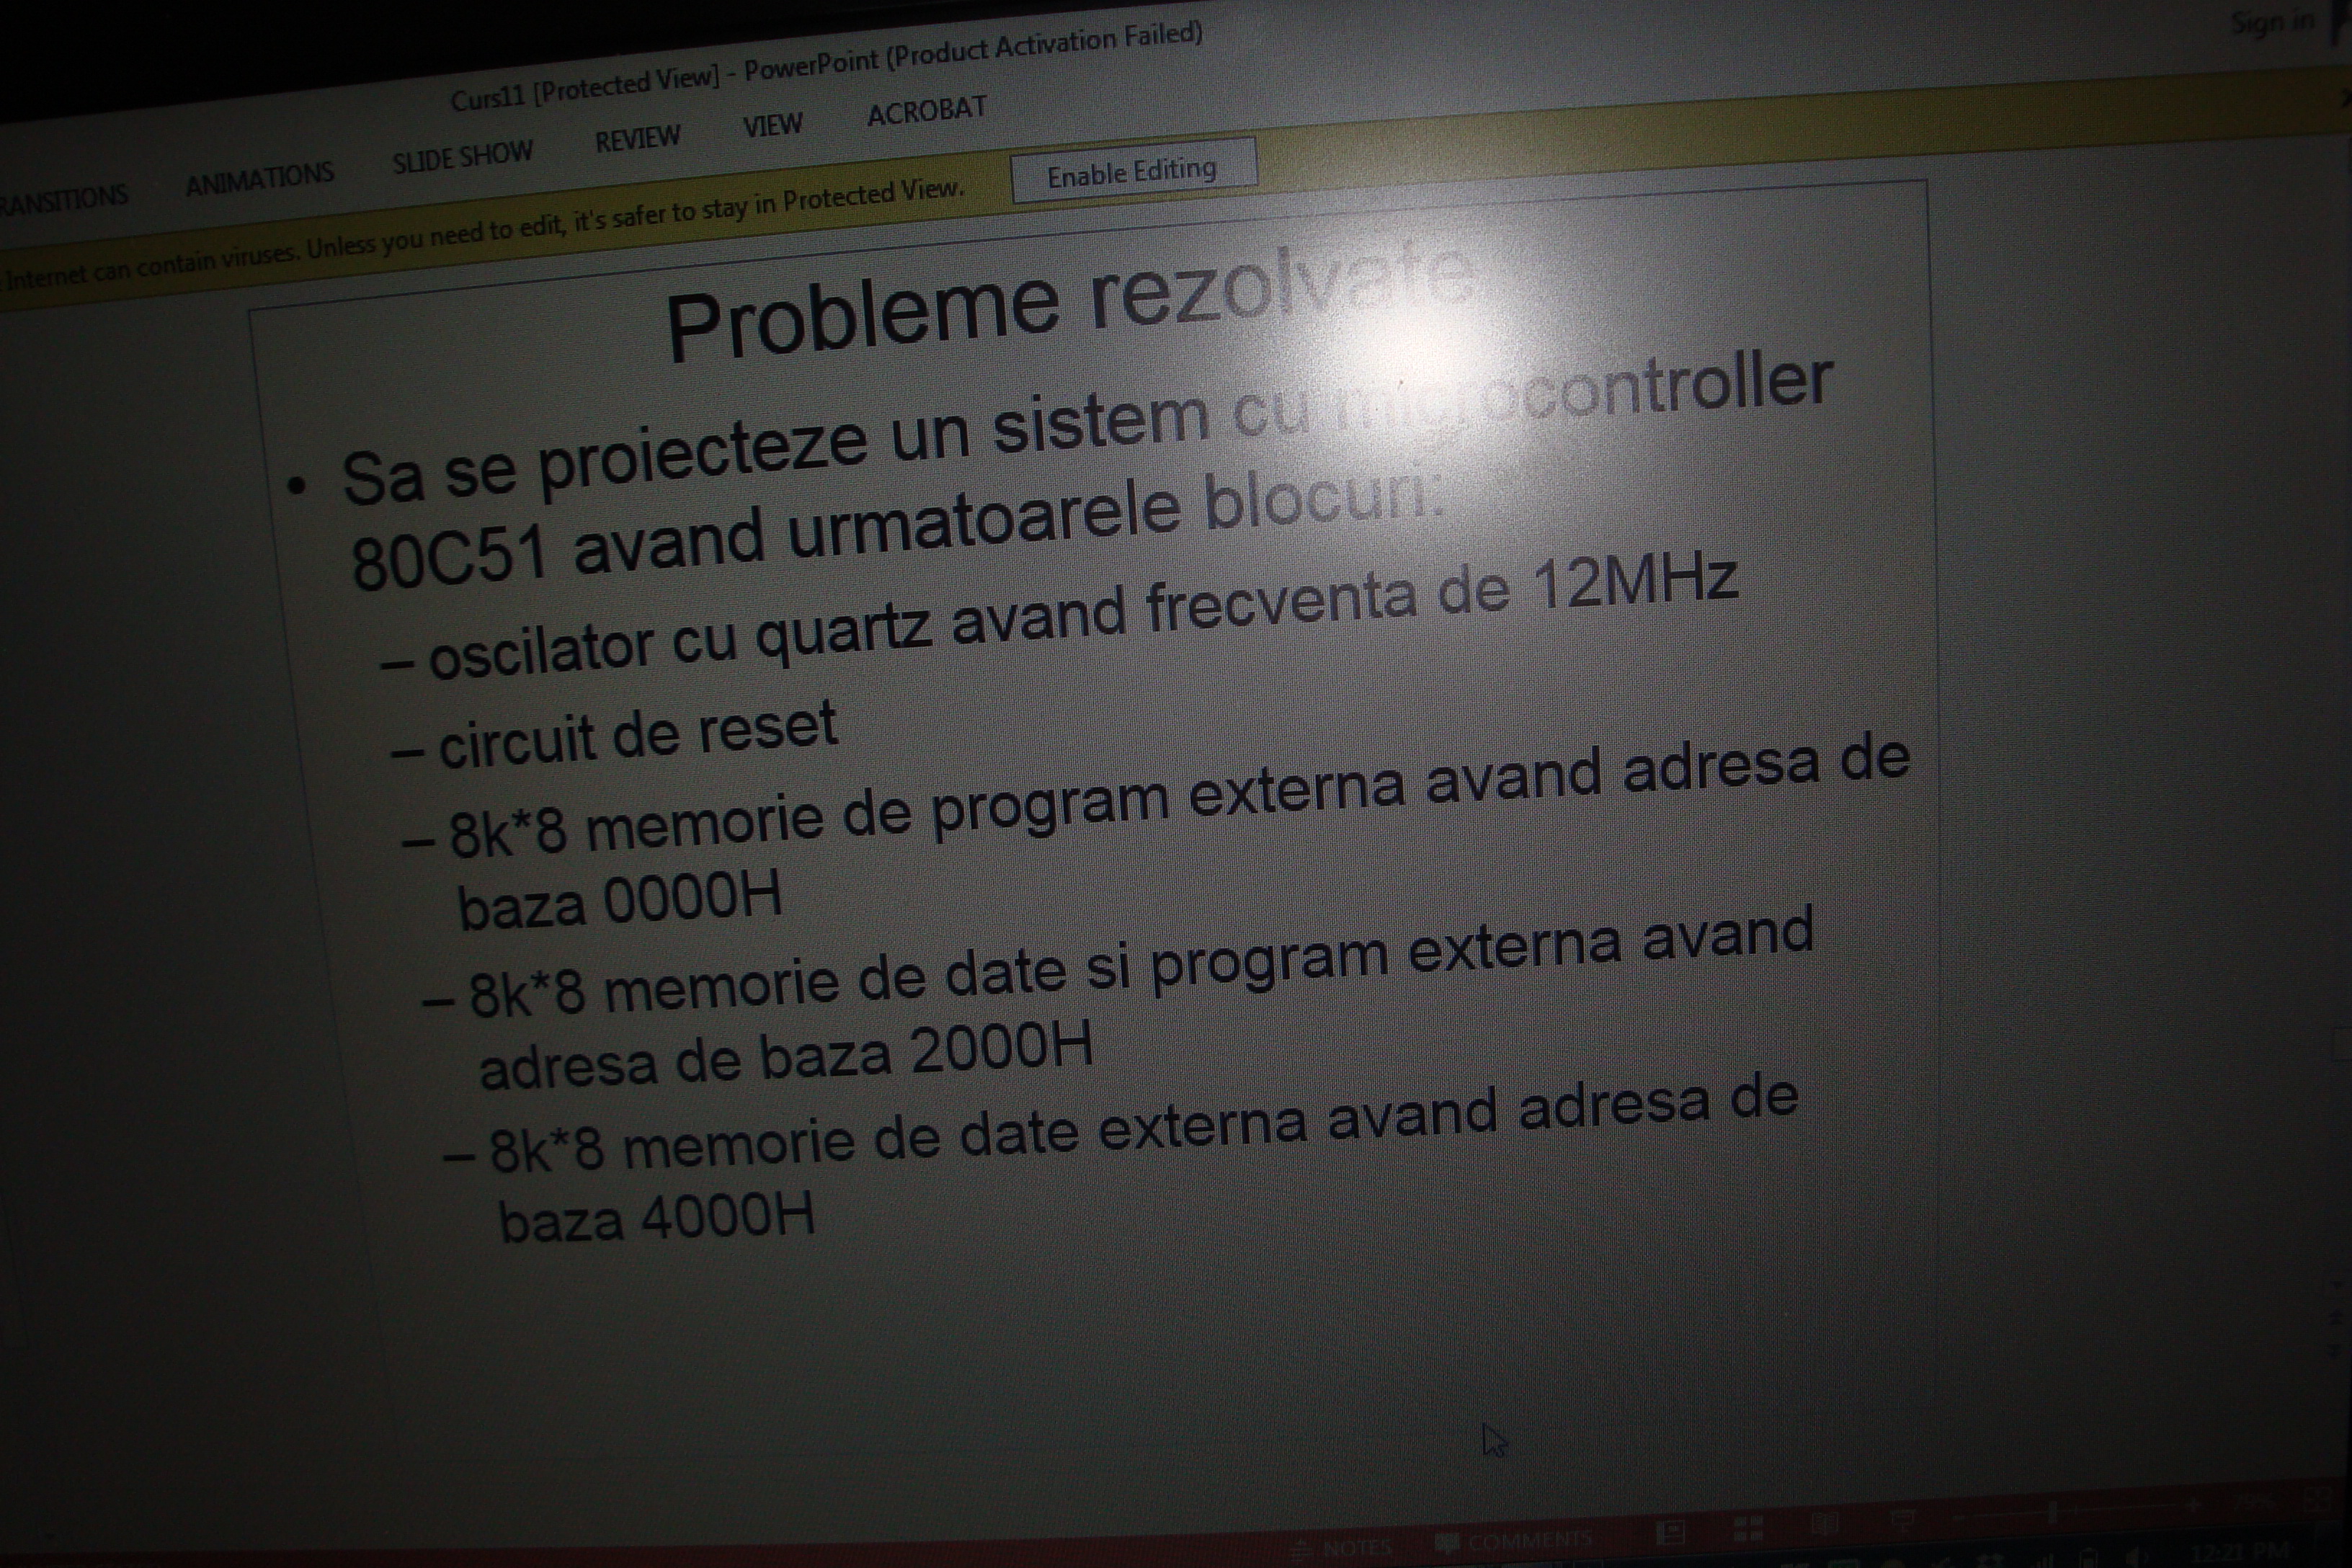 Sign in
Curs11 [Protected View] - PowerPoint (Product Activation Failed)
RANSITIONS ANIMATIONS SLIDE SHOW REVIEW VIEW ACROBAT
Internet can contain viruses. Unless you need to edit, it's safer to stay in Protected View. Enable Editing
Probleme rezolvate
• Sa se proiecteze un sistem cu microcontroller
80C51 avand urmatoarele blocuri:
– oscilator cu quartz avand frecventa de 12MHz
– circuit de reset
– 8k*8 memorie de program externa avand adresa de
baza 0000H
– 8k*8 memorie de date si program externa avand
adresa de baza 2000H
– 8k*8 memorie de date externa avand adresa de
baza 4000H
NOTES COMMENTS
12:21 PM